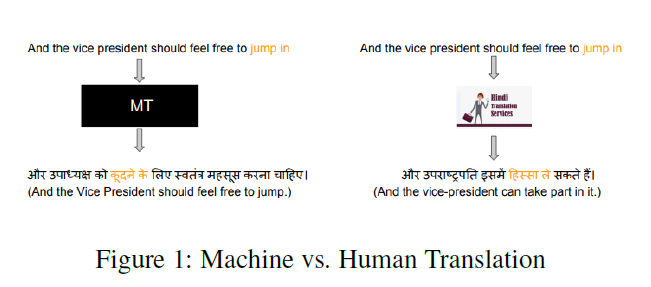 And the vice president should feel free to jump in
MT
और उपाध्यक्ष को कूदने के लिए स्वतंत्र महसूस करना चाहिए।
(And the Vice President should feel free to jump.)
And the vice president should feel free to jump in
Hindi
Translation
Services
और उपराष्ट्रपति इसमें हिस्सा ले सकते हैं।
(And the vice-president can take part in it.)
Figure 1: Machine vs. Human Translation